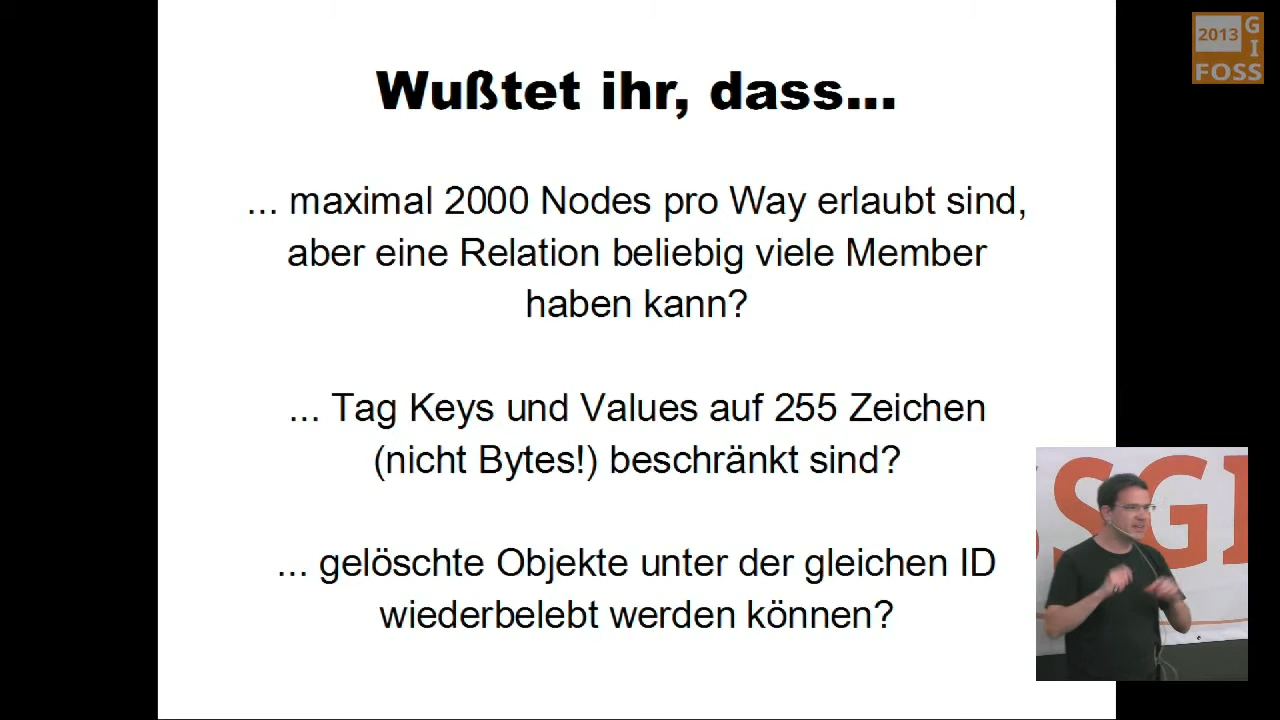 2013 G
I
FOSS
Wußtet ihr, dass...
... maximal 2000 Nodes pro Way erlaubt sind,
aber eine Relation beliebig viele Member
haben kann?
... Tag Keys und Values auf 255 Zeichen
(nicht Bytes!) beschränkt sind?
... gelöschte Objekte unter der gleichen ID
wiederbelebt werden können?
SGI